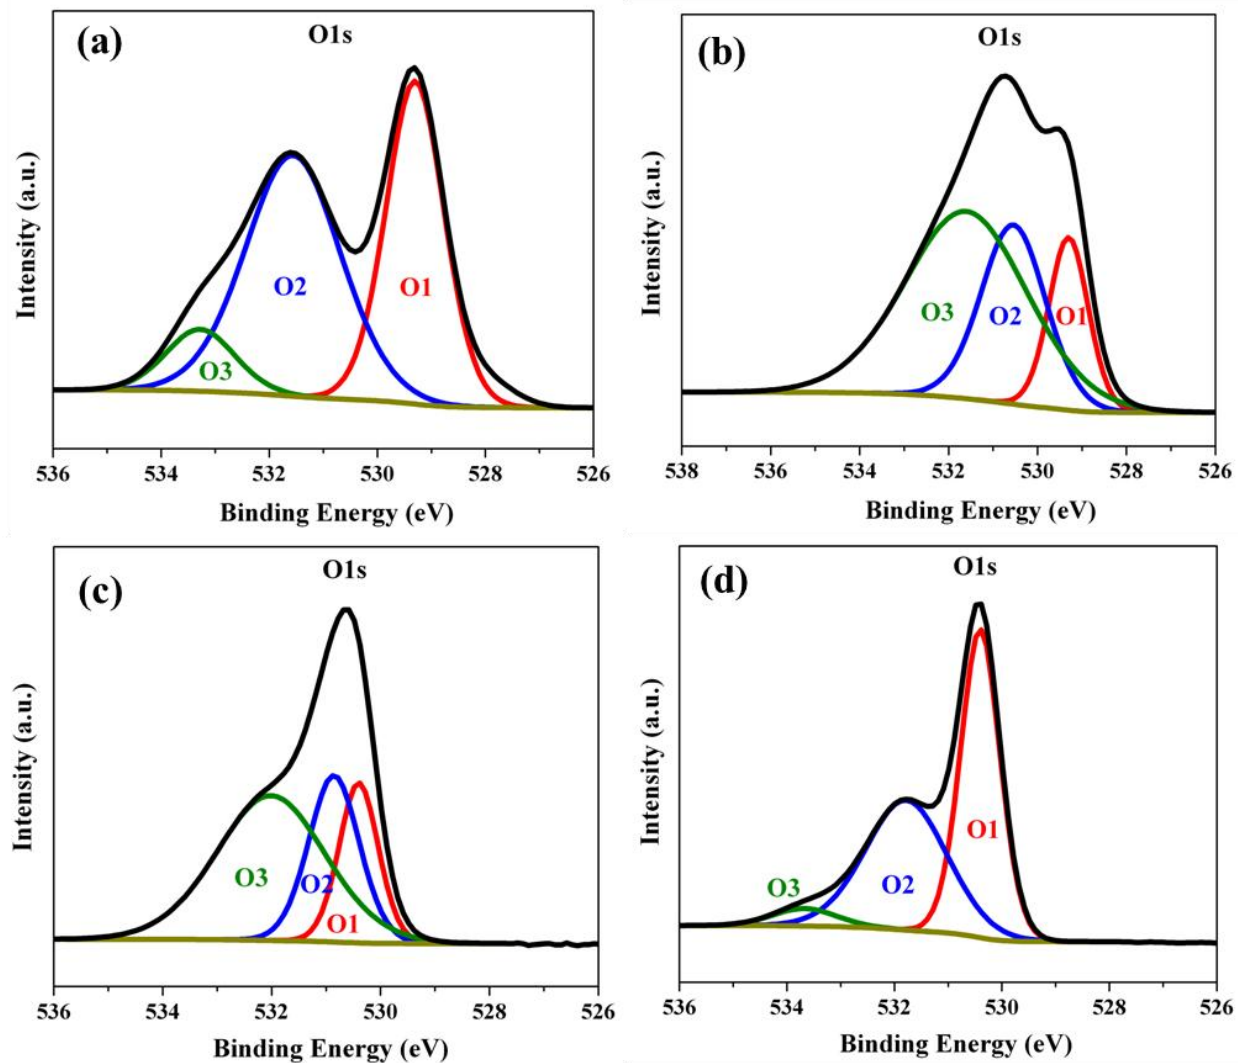 (a)
O1s
Intensity (a.u.)
O3
O2
O1
536 534 532 530 528 526
Binding Energy (eV)
(b)
O1s
Intensity (a.u.)
O3
O2
O1
538 536 534 532 530 528 526
Binding Energy (eV)
(c)
O1s
Intensity (a.u.)
O3
O2
O1
536 534 532 530 528 526
Binding Energy (eV)
(d)
O1s
Intensity (a.u.)
O3
O2
O1
536 534 532 530 528 526
Binding Energy (eV)